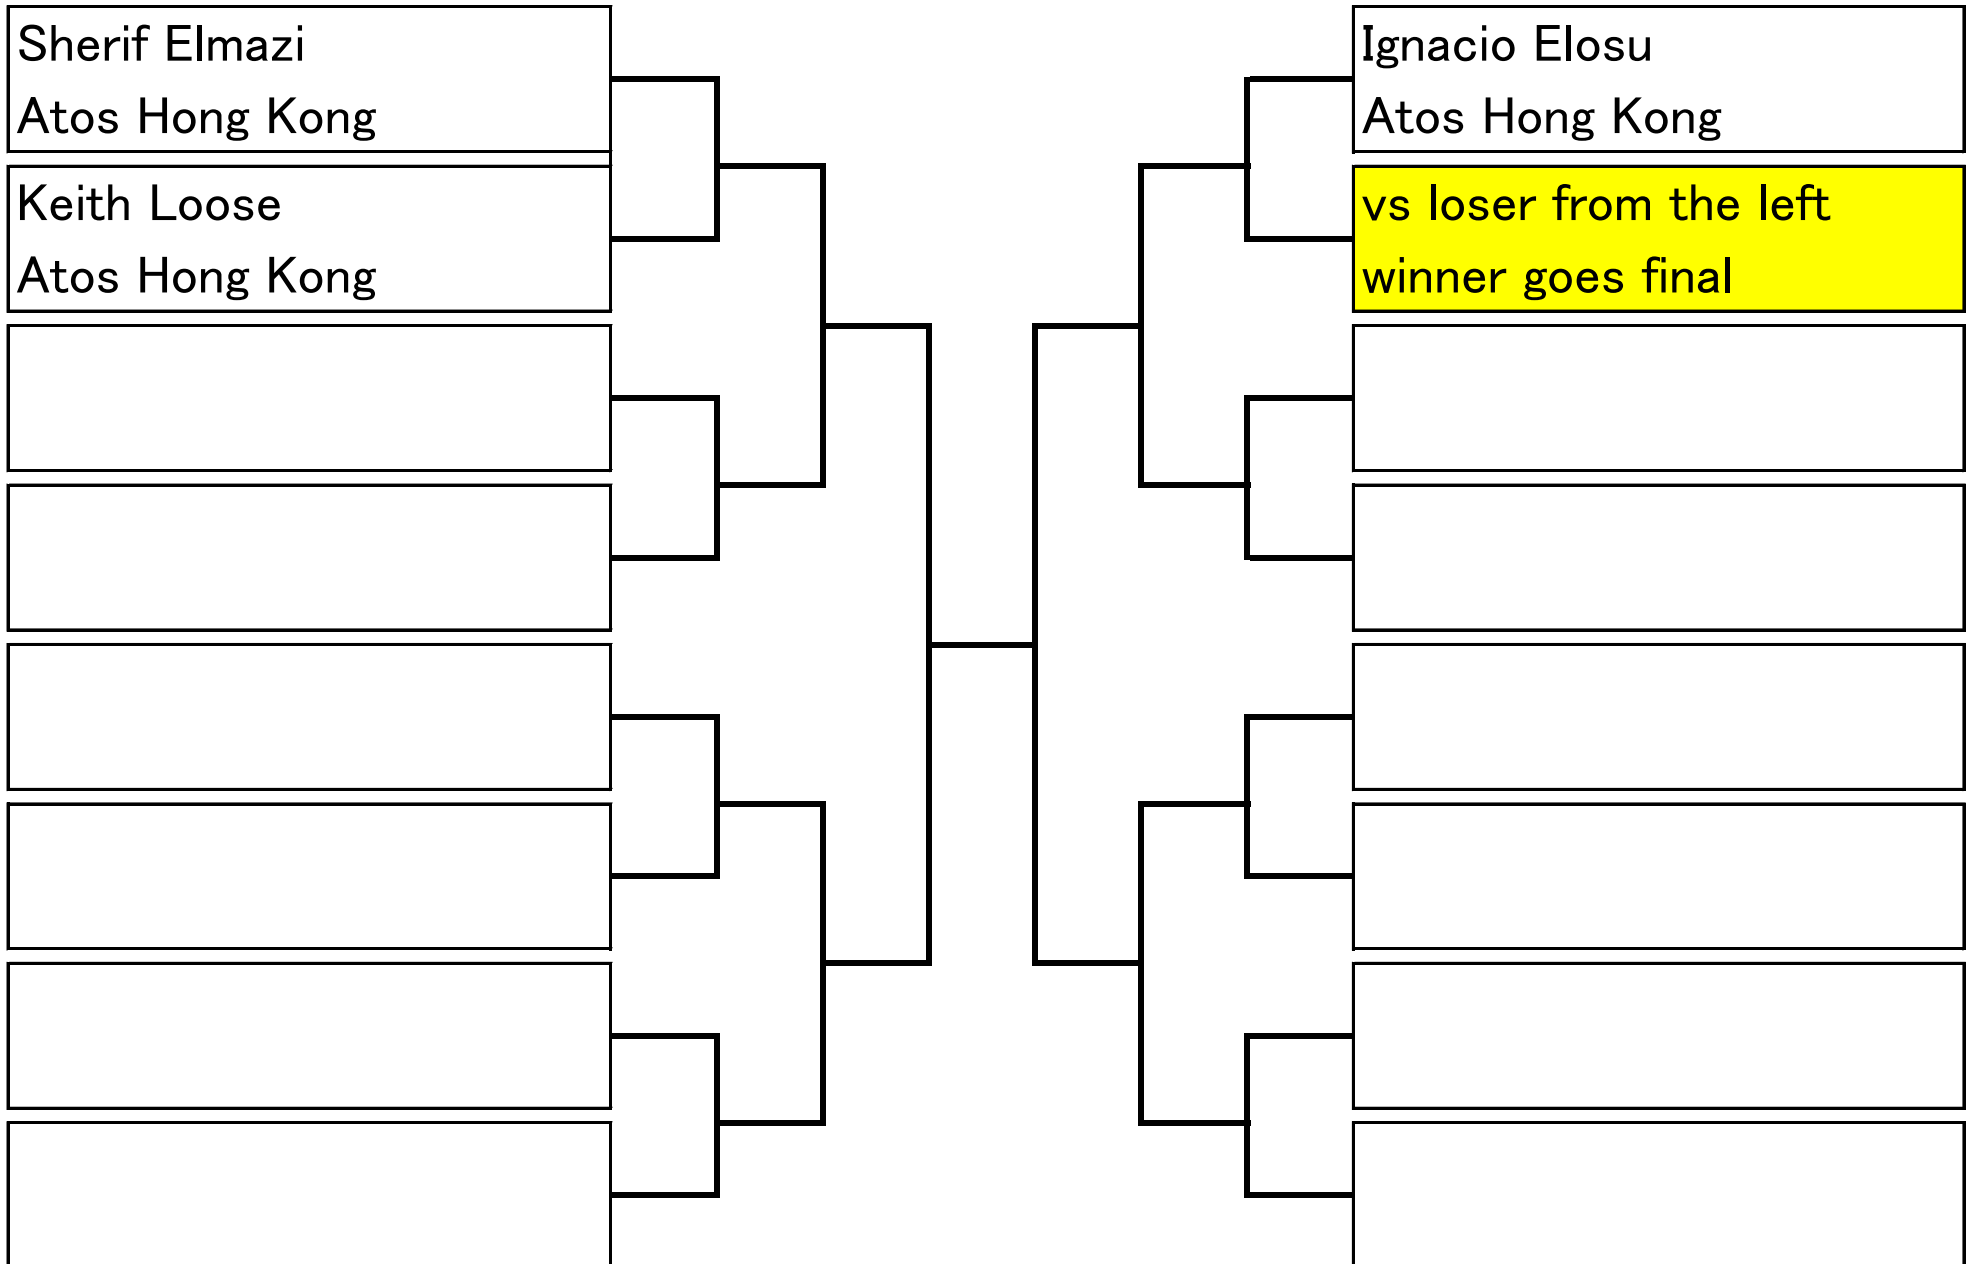 Sherif Elmazi
Atos Hong Kong
Keith Loose
Atos Hong Kong
Ignacio Elosu
Atos Hong Kong
vs loser from the left
winner goes final